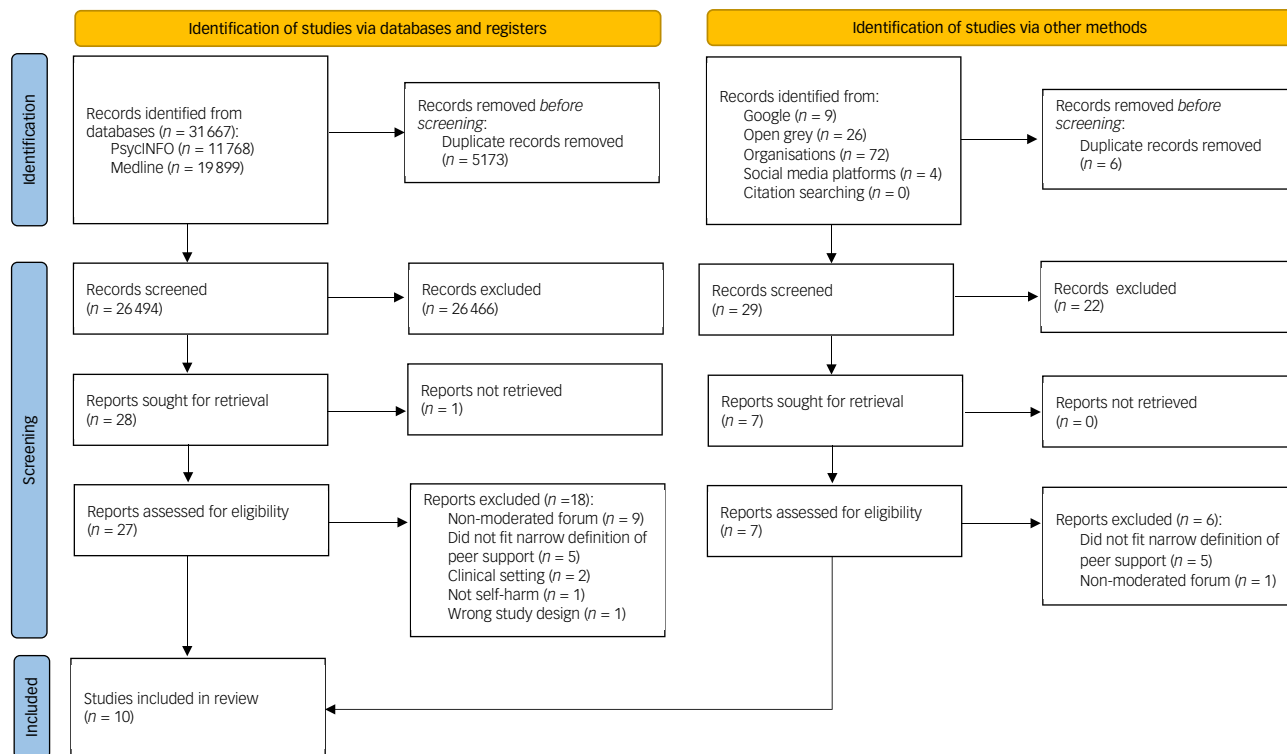 Identification of studies via databases and registers
Identification of studies via other methods
Identification
Records identified from
databases (n = 31 667):
PsycINFO (n = 11 768)
Medline (n = 19 899)
Records removed before
screening:
Duplicate records removed
(n = 5173)
Records identified from:
Google (n = 9)
Open grey (n = 26)
Organisations (n = 72)
Social media platforms (n = 4)
Citation searching (n = 0)
Records removed before
screening:
Duplicate records removed
(n = 6)
Screening
Records screened
(n = 26 494)
Records excluded
(n = 26 466)
Records screened
(n = 29)
Records excluded
(n = 22)
Reports sought for retrieval
(n = 28)
Reports not retrieved
(n = 1)
Reports sought for retrieval
(n = 7)
Reports not retrieved
(n = 0)
Reports assessed for eligibility
(n = 27)
Reports excluded (n =18):
Non-moderated forum (n = 9)
Did not fit narrow definition of
peer support (n = 5)
Clinical setting (n = 2)
Not self-harm (n = 1)
Wrong study design (n = 1)
Reports assessed for eligibility
(n = 7)
Reports excluded (n = 6):
Did not fit narrow definition of
peer support (n = 5)
Non-moderated forum (n = 1)
Included
Studies included in review
(n = 10)